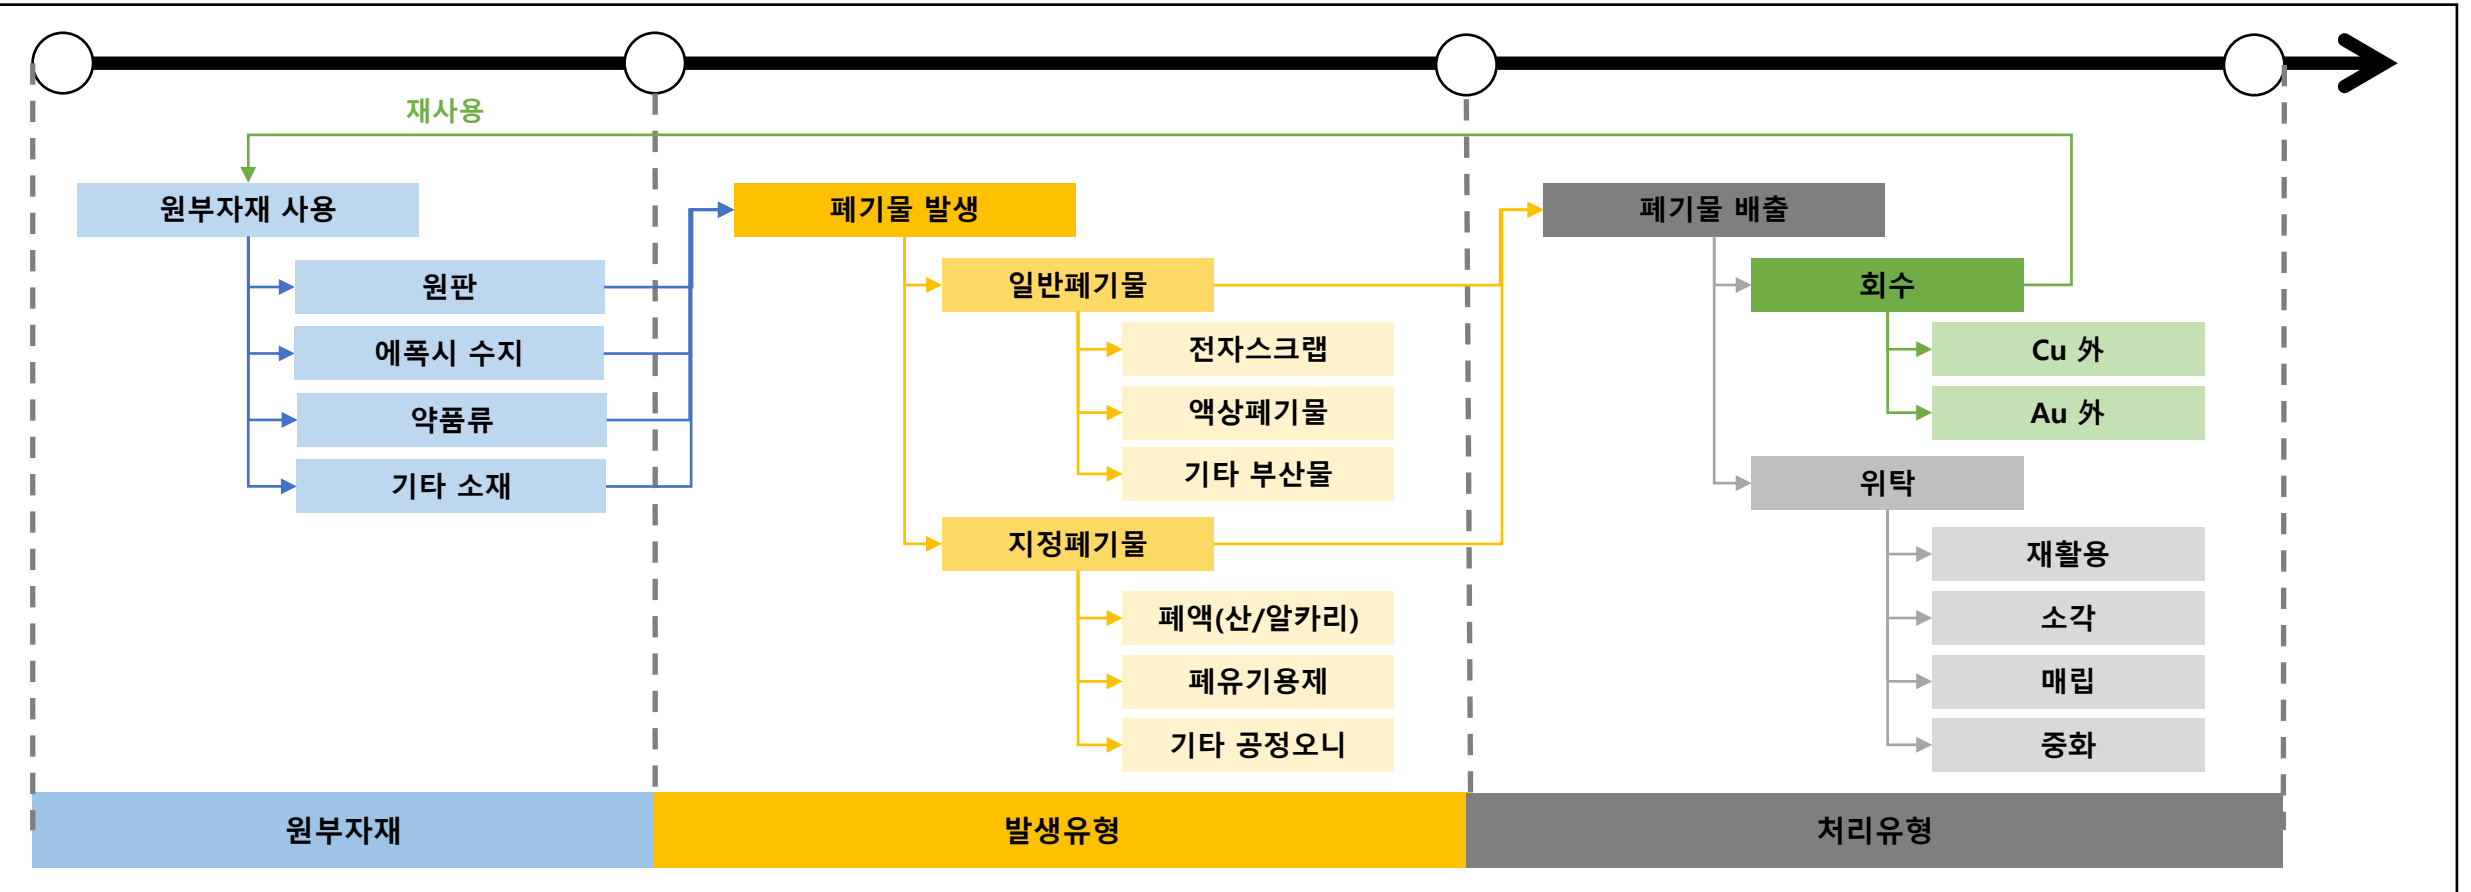 재사용
원부자재 사용
원판
에폭시 수지
약품류
기타 소재
폐기물 발생
일반폐기물
전자스크랩
액상폐기물
기타 부산물
지정폐기물
폐액(산/알카리)
폐유기용제
기타 공정오니
폐기물 배출
회수
Cu 外
Au 外
위탁
재활용
소각
매립
중화
원부자재
발생유형
처리유형